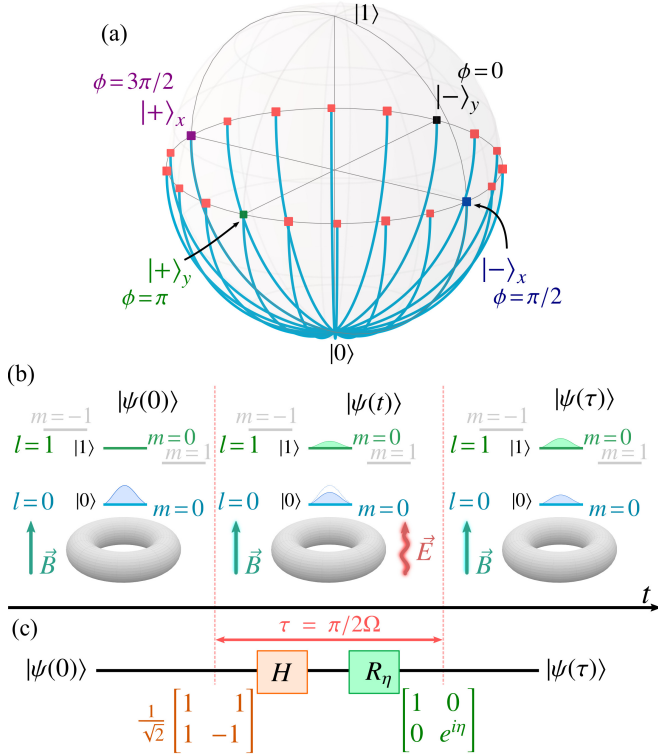 (a)
|1⟩
ϕ=3π/2
|+⟩x
ϕ=0
|−⟩y
|+⟩y
ϕ=π
|−⟩x
ϕ=π/2
|0⟩
(b)
|ψ(0)⟩ |ψ(t)⟩ |ψ(τ)⟩
m=−1 m=−1 m=−1
l=1 |1⟩ m=0 l=1 |1⟩ m=0 l=1 |1⟩ m=0
m=1 m=1 m=1
l=0 |0⟩ m=0 l=0 |0⟩ m=0 l=0 |0⟩ m=0
B⃗ B⃗ E⃗ B⃗
t
(c)
τ = π/2Ω
|ψ(0)⟩ H Rη |ψ(τ)⟩
1/√2 [1 1
1 −1]
[1 0
0 e^{iη}]